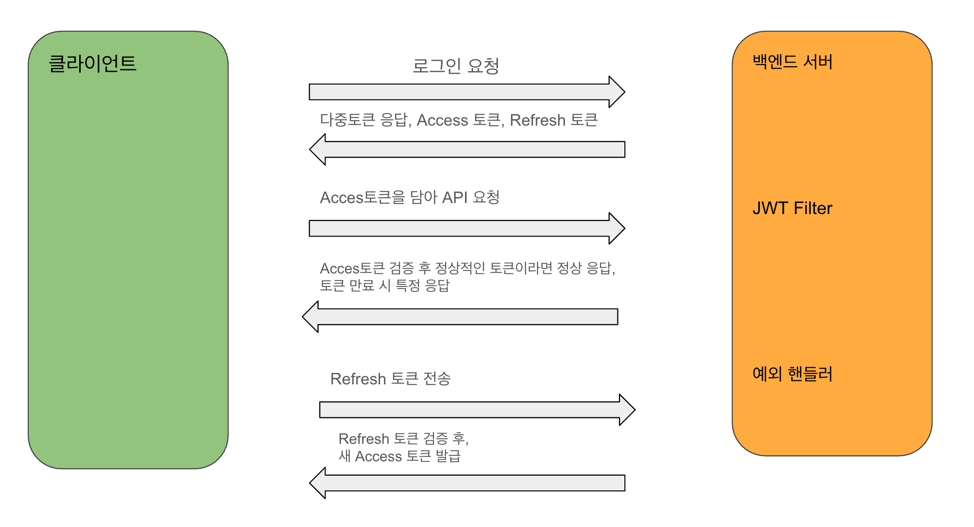 클라이언트
백엔드 서버
로그인 요청
다중토큰 응답, Access 토큰, Refresh 토큰
Acces토큰을 담아 API 요청
JWT Filter
Acces토큰 검증 후 정상적인 토큰이라면 정상 응답,
토큰 만료 시 특정 응답
Refresh 토큰 전송
예외 핸들러
Refresh 토큰 검증 후,
새 Access 토큰 발급